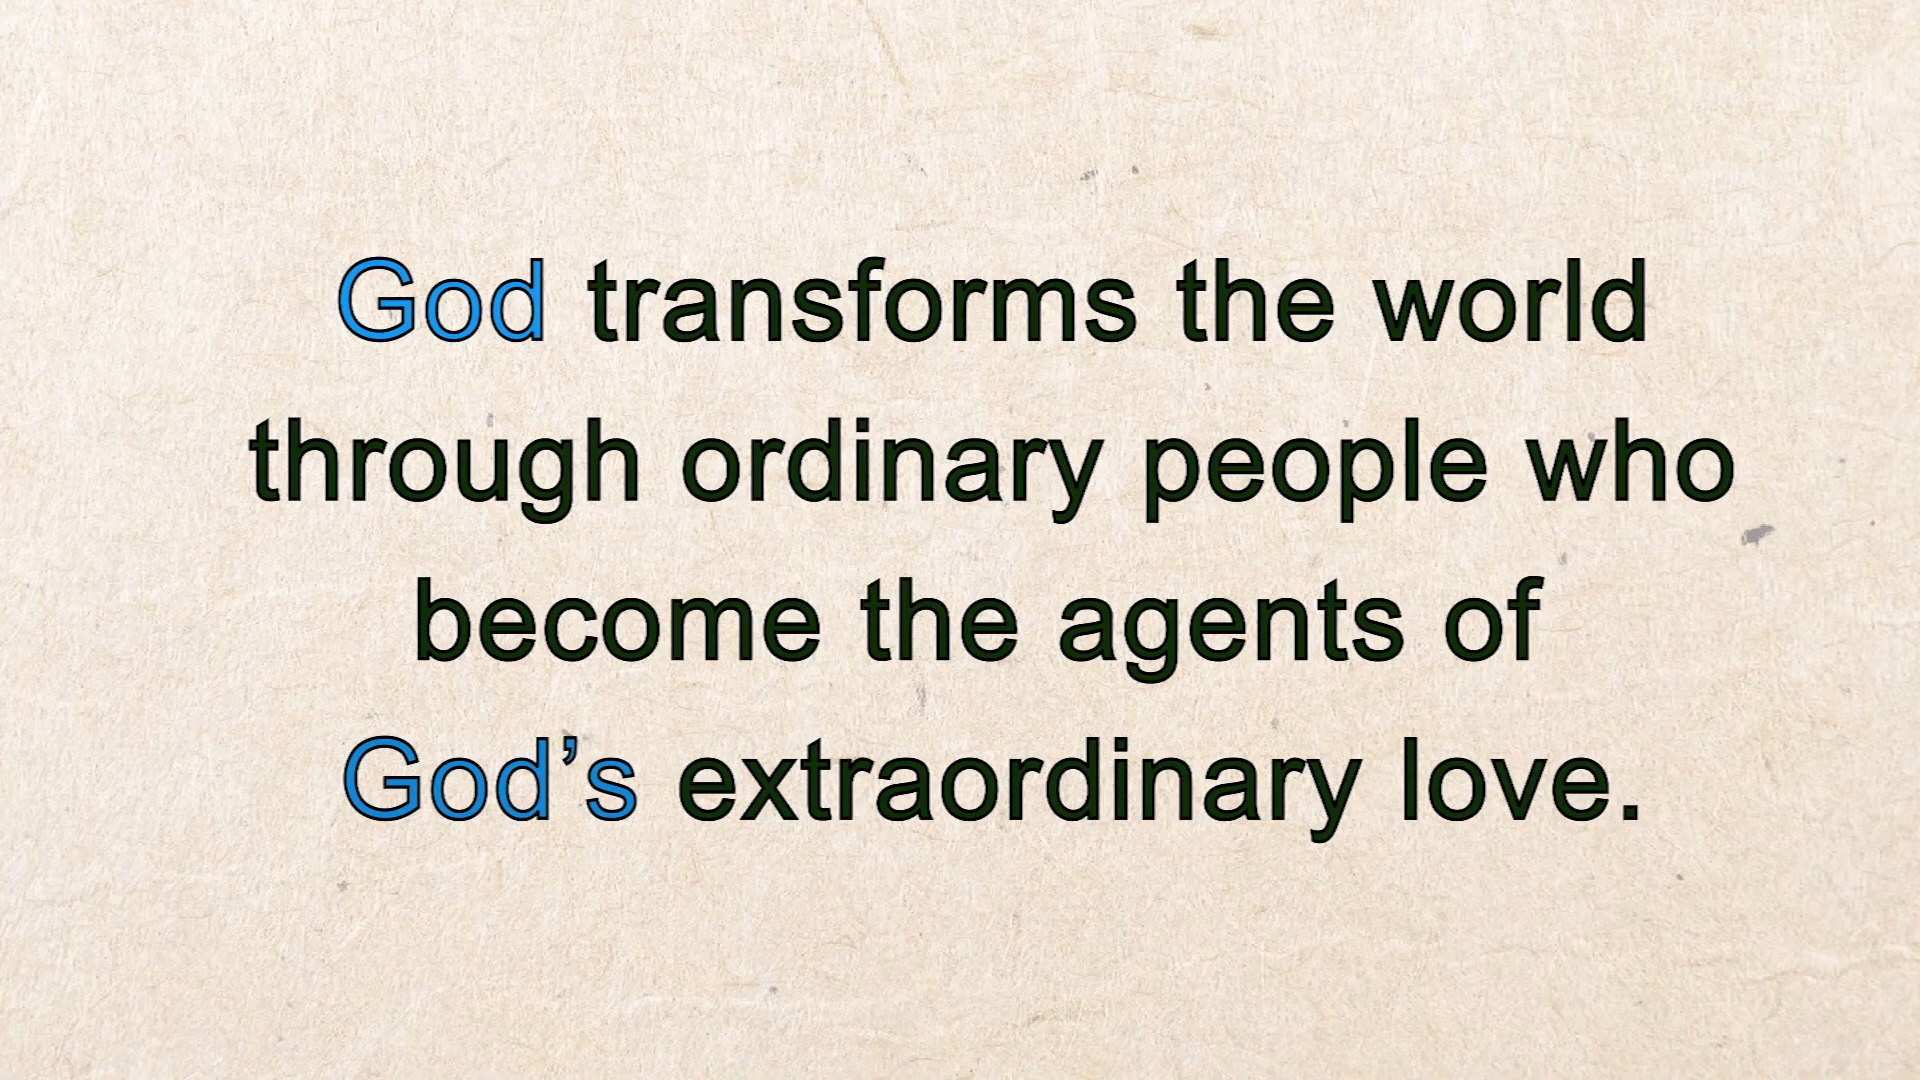 God transforms the world
through ordinary people who
become the agents of
God’s extraordinary love.